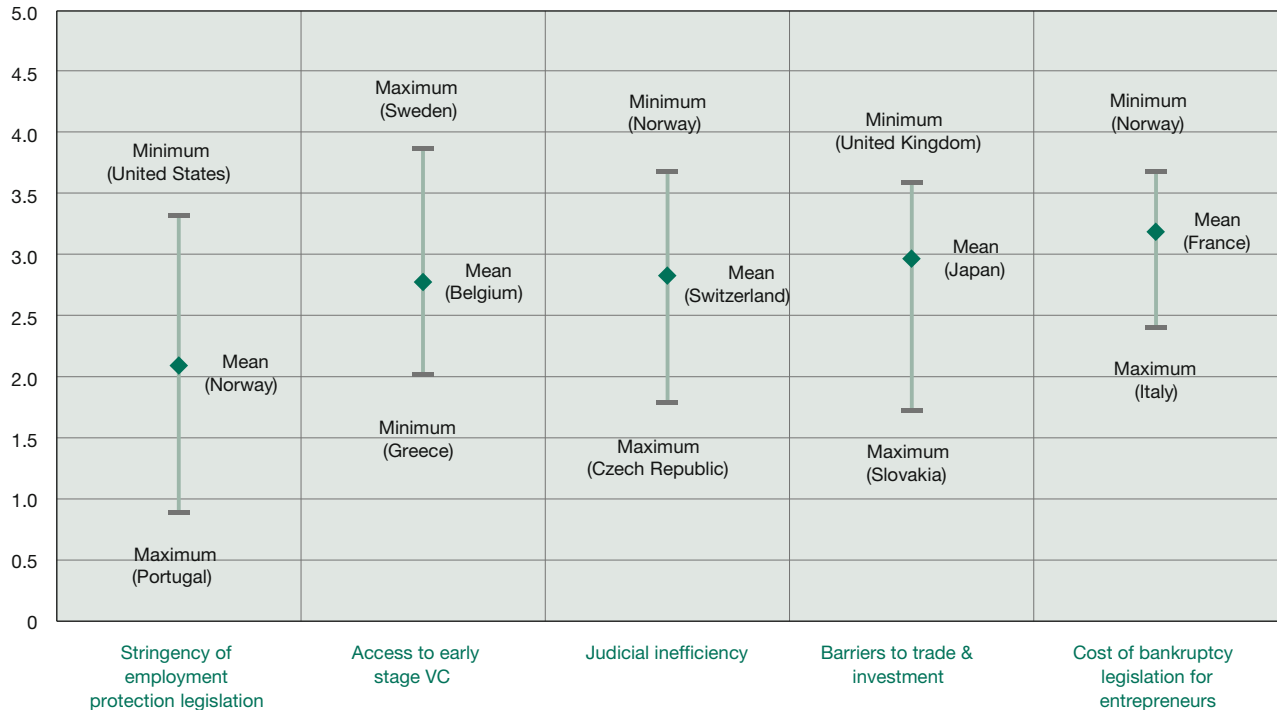 5.0
4.5
4.0
3.5
3.0
2.5
2.0
1.5
1.0
0.5
0
Minimum
(United States)
Mean
(Norway)
Maximum
(Portugal)
Maximum
(Sweden)
Mean
(Belgium)
Minimum
(Greece)
Minimum
(Norway)
Mean
(Switzerland)
Maximum
(Czech Republic)
Minimum
(United Kingdom)
Mean
(Japan)
Maximum
(Slovakia)
Minimum
(Norway)
Mean
(France)
Maximum
(Italy)
Stringency of
employment
protection legislation
Access to early
stage VC
Judicial inefficiency
Barriers to trade &
investment
Cost of bankruptcy
legislation for
entrepreneurs